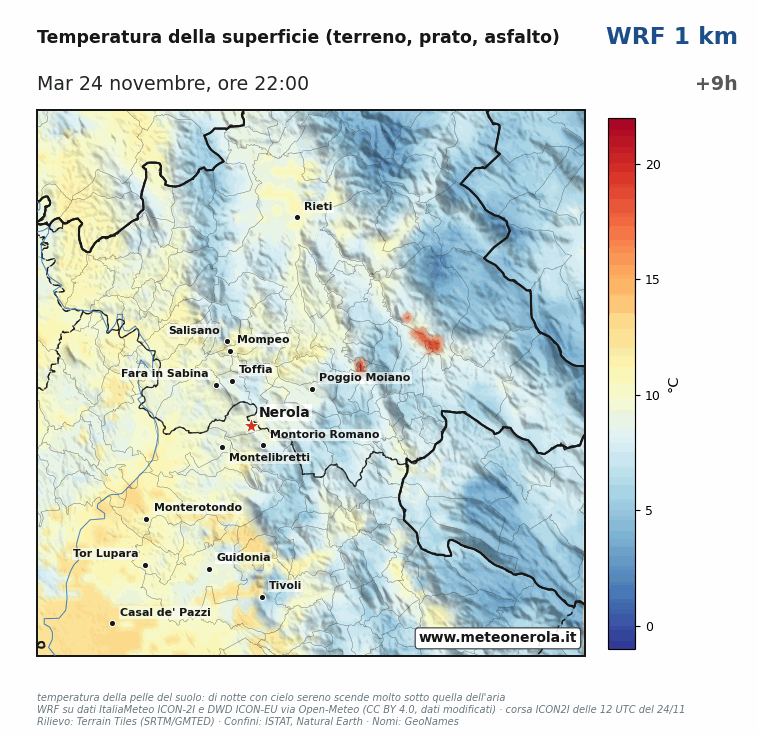 Temperatura della superficie (terreno, prato, asfalto)
WRF 1 km
Mar 24 novembre, ore 22:00
+9h
Rieti
Salisano
Mompeo
Fara in Sabina
Toffia
Poggio Moiano
Nerola
Montorio Romano
Montelibretti
Monterotondo
Tor Lupara
Guidonia
Tivoli
Casal de' Pazzi
www.meteonerola.it
20
15
10
5
0
°C
temperatura della pelle del suolo: di notte con cielo sereno scende molto sotto quella dell'aria
WRF su dati ItaliaMeteo ICON-2I e DWD ICON-EU via Open-Meteo (CC BY 4.0, dati modificati) · corsa ICON2I delle 12 UTC del 24/11
Rilievo: Terrain Tiles (SRTM/GMTED) · Confini: ISTAT, Natural Earth · Nomi: GeoNames